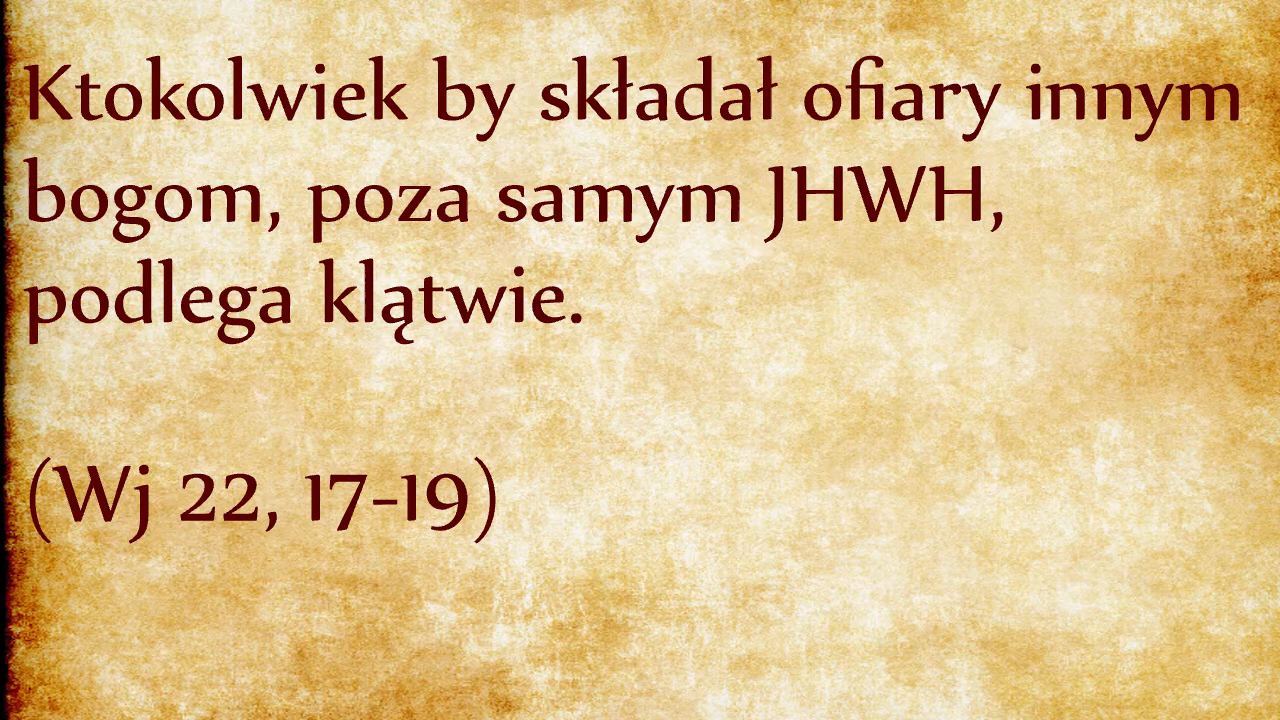 Ktokolwiek by składał ofiary innym
bogom, poza samym JHWH,
podlega klątwie.
(Wj 22, 17-19)